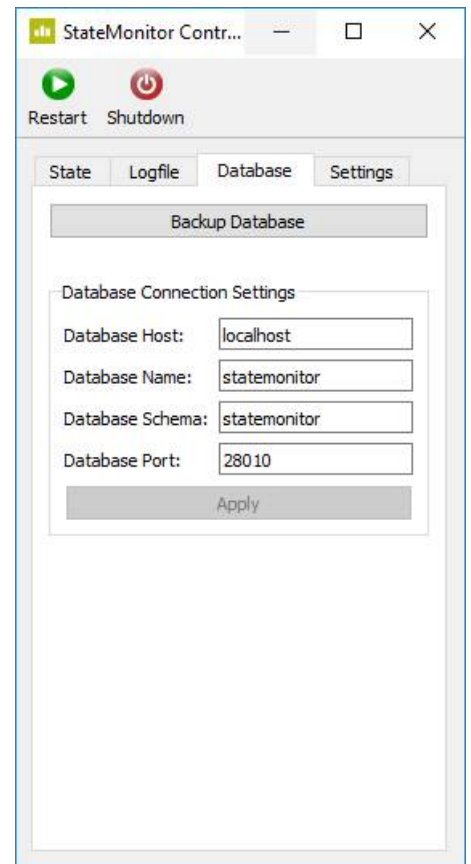 StateMonitor Contr...
Restart Shutdown
State Logfile Database Settings
Backup Database
Database Connection Settings
Database Host: localhost
Database Name: statemonitor
Database Schema: statemonitor
Database Port: 28010
Apply